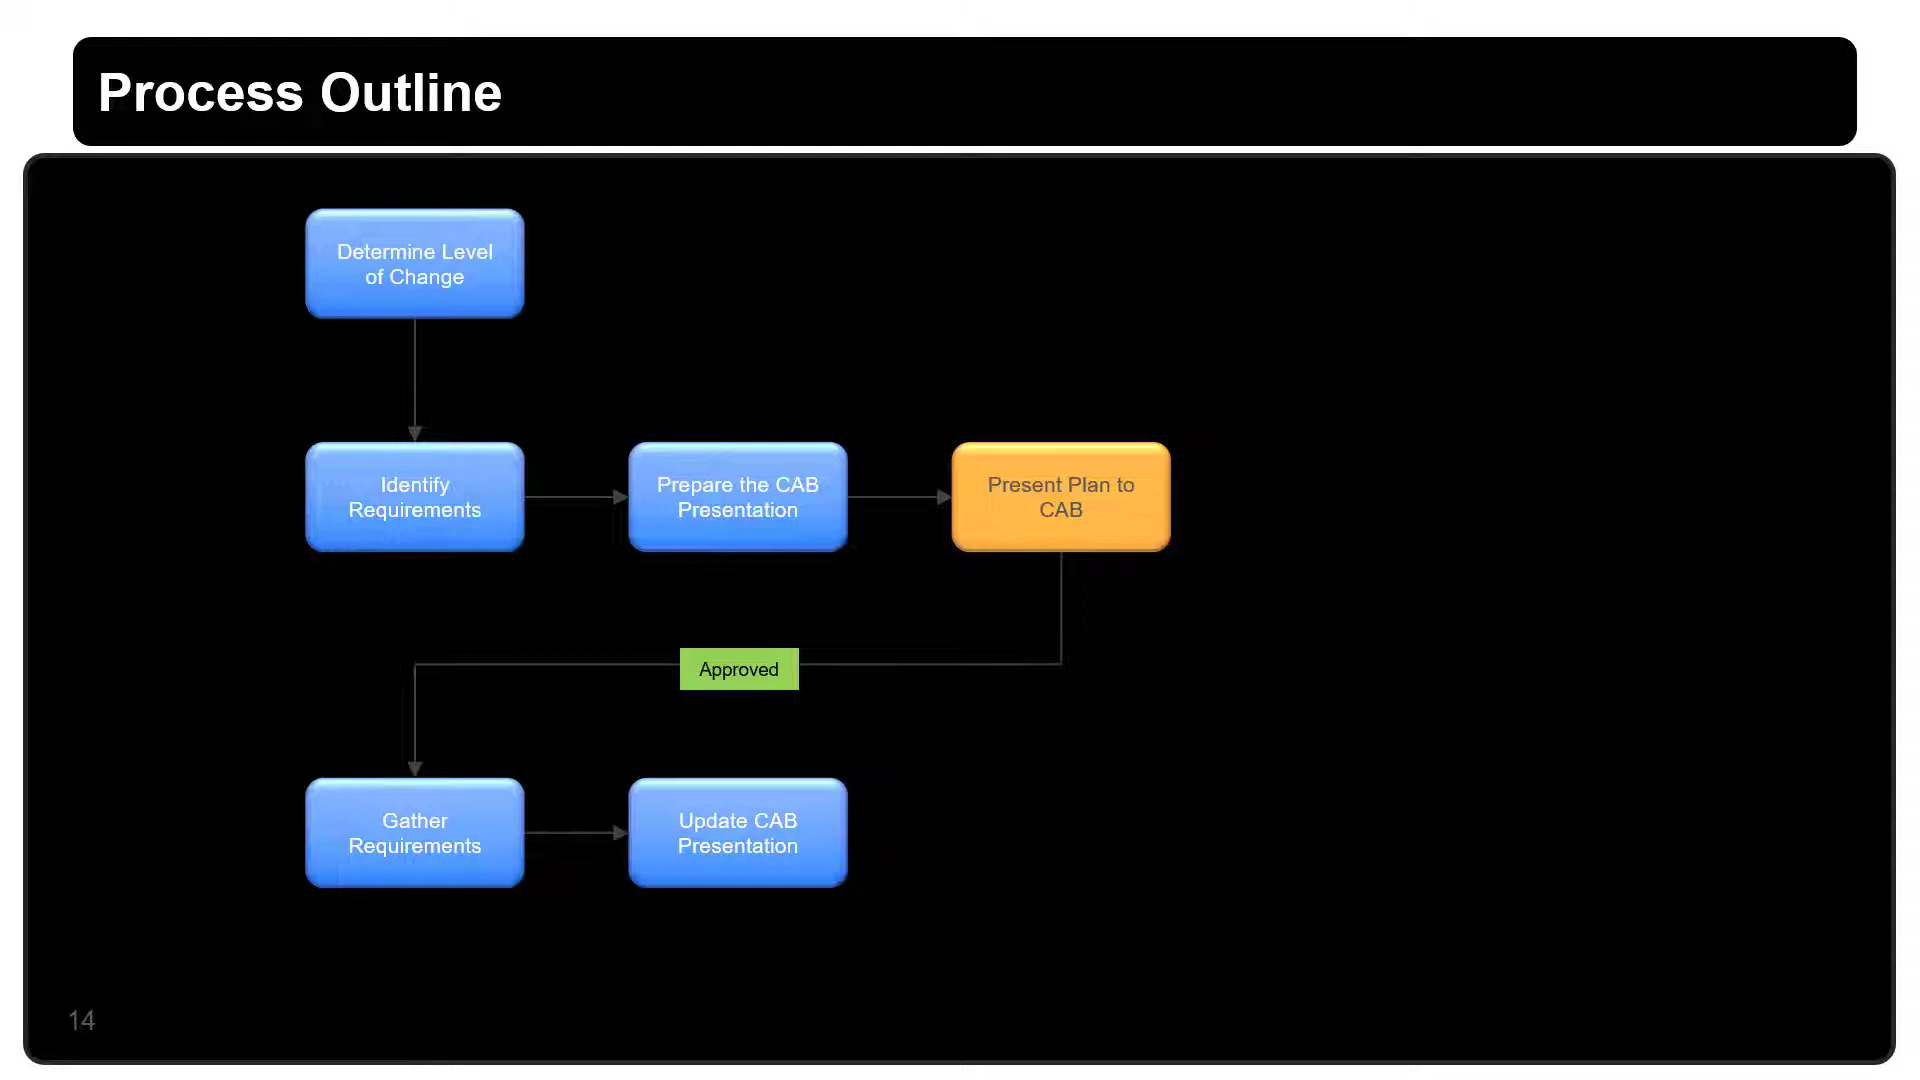 Process Outline
Determine Level
of Change
Identify
Requirements
Prepare the CAB
Presentation
Present Plan to
CAB
Approved
Gather
Requirements
Update CAB
Presentation
14